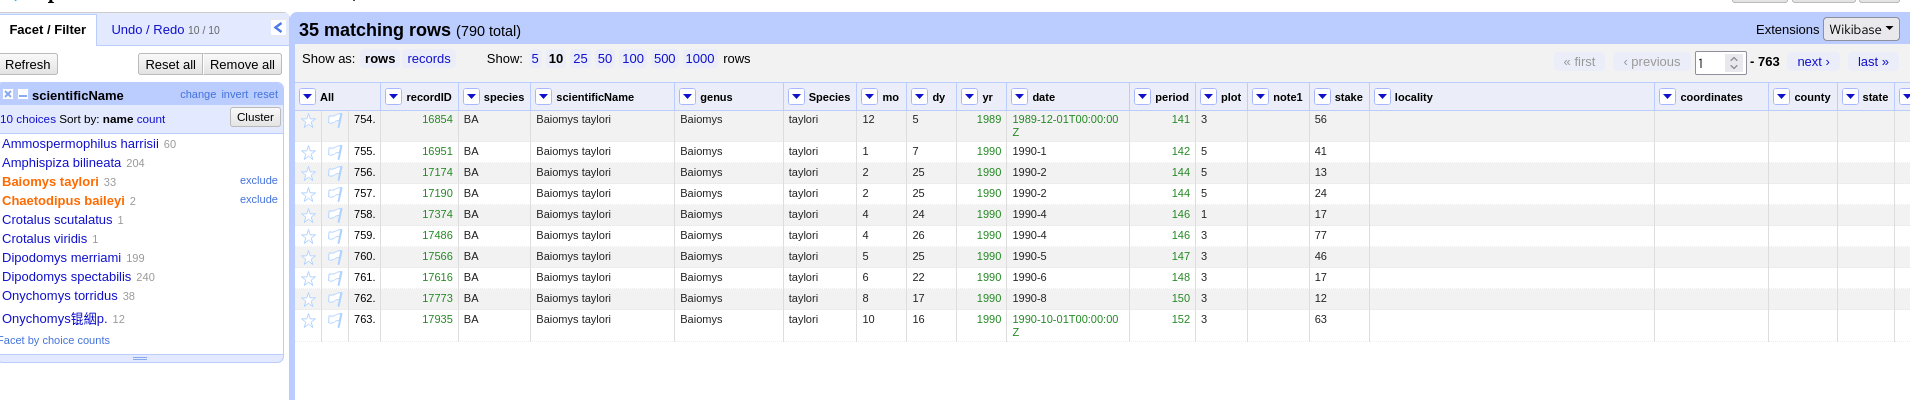 Facet / Filter Undo / Redo 10 / 10
Refresh Reset all Remove all
scientificName change invert reset
10 choices Sort by: name count Cluster
Ammospermophilus harrisii 60
Amphispiza bilineata 204
Baiomys taylori 33 exclude
Chaetodipus baileyi 2 exclude
Crotalus scutalatus 1
Crotalus viridis 1
Dipodomys merriami 199
Dipodomys spectabilis 240
Onychomys torridus 38
Onychomys锟絪p. 12
Facet by choice counts
35 matching rows (790 total) Extensions Wikibase
Show as: rows records Show: 5 10 25 50 100 500 1000 rows « first ‹ previous 1 - 763 next › last »
All recordID species scientificName genus Species mo dy yr date period plot note1 stake locality coordinates county state
754. 16854 BA Baiomys taylori Baiomys taylori 12 5 1989 1989-12-01T00:00:00 141 3 56
Z
755. 16951 BA Baiomys taylori Baiomys taylori 1 7 1990 1990-1 142 5 41
756. 17174 BA Baiomys taylori Baiomys taylori 2 25 1990 1990-2 144 5 13
757. 17190 BA Baiomys taylori Baiomys taylori 2 25 1990 1990-2 144 5 24
758. 17374 BA Baiomys taylori Baiomys taylori 4 24 1990 1990-4 146 1 17
759. 17486 BA Baiomys taylori Baiomys taylori 4 26 1990 1990-4 146 3 77
760. 17566 BA Baiomys taylori Baiomys taylori 5 25 1990 1990-5 147 3 46
761. 17616 BA Baiomys taylori Baiomys taylori 6 22 1990 1990-6 148 3 17
762. 17773 BA Baiomys taylori Baiomys taylori 8 17 1990 1990-8 150 3 12
763. 17935 BA Baiomys taylori Baiomys taylori 10 16 1990 1990-10-01T00:00:00 152 3 63
Z